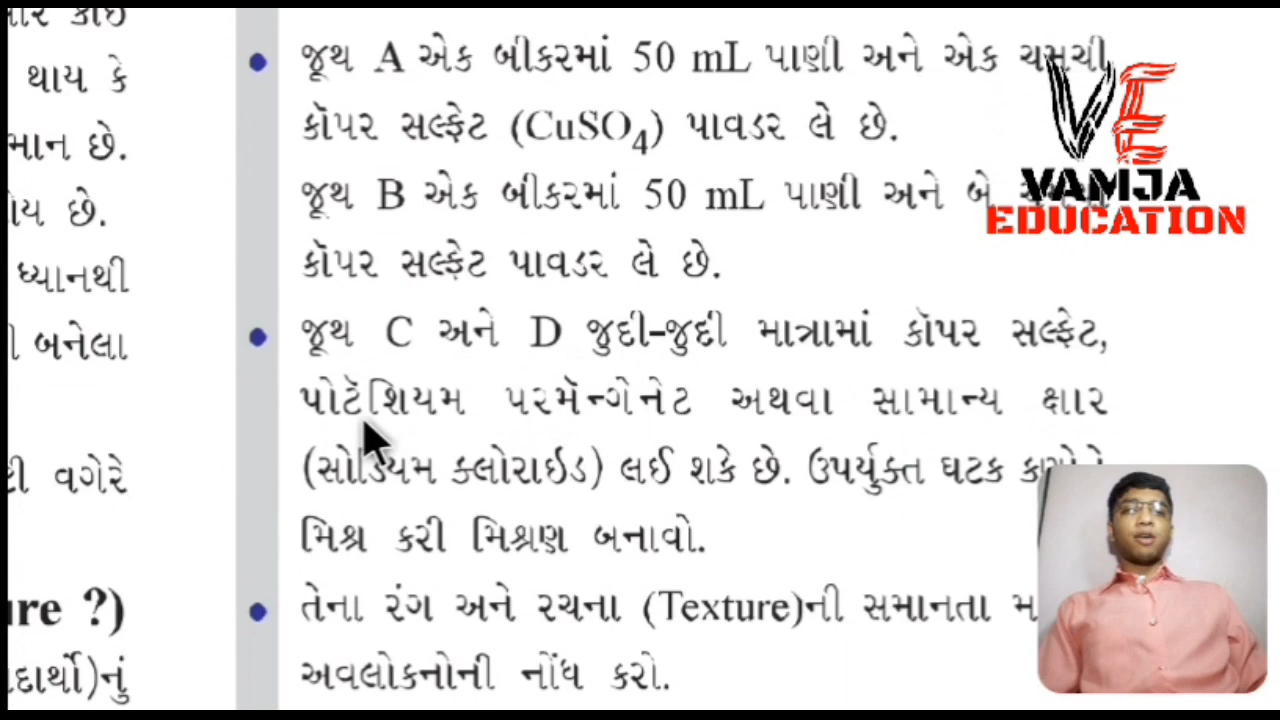 થાય કે
માન છે.
ય છે.
ધ્યાનથી
બનેલા
વગેરે
ure ?)
દાર્થો)નું
જૂથ A એક બીકરમાં 50 mL પાણી અને એક ચમચી
કૉપર સલ્ફેટ (CuSO4) પાવડર લે છે.
જૂથ B એક બીકરમાં 50 mL પાણી અને બે
કૉપર સલ્ફેટ પાવડર લે છે.
જૂથ C અને D જુદી-જુદી માત્રામાં કૉપર સલ્ફેટ,
પોટૅશિયમ પરમૅન્ગેનેટ અથવા સામાન્ય ક્ષાર
(સોડિયમ ક્લોરાઇડ) લઈ શકે છે. ઉપર્યુક્ત ઘટક
મિશ્ર કરી મિશ્રણ બનાવો.
તેના રંગ અને રચના (Texture)ની સમાનતા
અવલોકનોની નોંધ કરો.
VE
VAMJA
EDUCATION